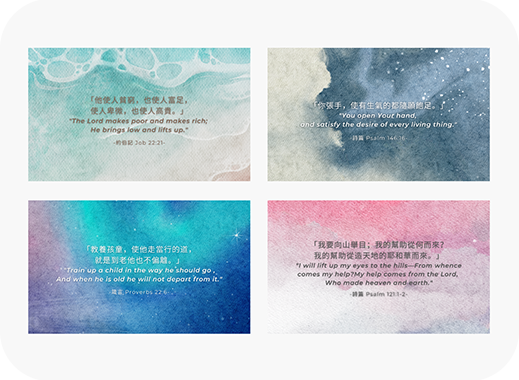 「他使人貧窮，也使人富足，
使人卑微，也使人高貴。」
"The Lord makes poor and makes rich;
He brings low and lifts up."
-約伯記 Job 22:21-
「你張手，使有生氣的都隨願飽足。」
"You open Your hand,
and satisfy the desire of every living thing."
-詩篇 Psalm 146:16-
「教養孩童，使他走當行的道，
就是到老他也不偏離。」
"Train up a child in the way he should go ,
And when he is old he will not depart from it."
Proverbs 22:6-
「我要向山舉目；我的幫助從何而來？
我的幫助從造天地的耶和華而來。」
"I will lift up my eyes to the hills—From whence
comes my help?My help comes from the Lord,
Who made heaven and earth."
-詩篇 Psalm 121:1-2-